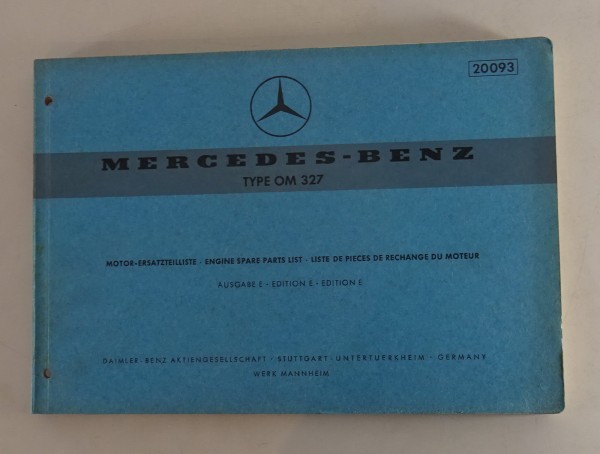 20093
MERCEDES-BENZ
TYPE OM 327
MOTOR-ERSATZTEILLISTE - ENGINE SPARE PARTS LIST - LISTE DE PIECES DE RECHANGE DU MOTEUR
AUSGABE E - EDITION E - EDITION E
DAIMLER-BENZ AKTIENGESELLSCHAFT · STUTTGART-UNTERTUERKHEIM · GERMANY
WERK MANNHEIM